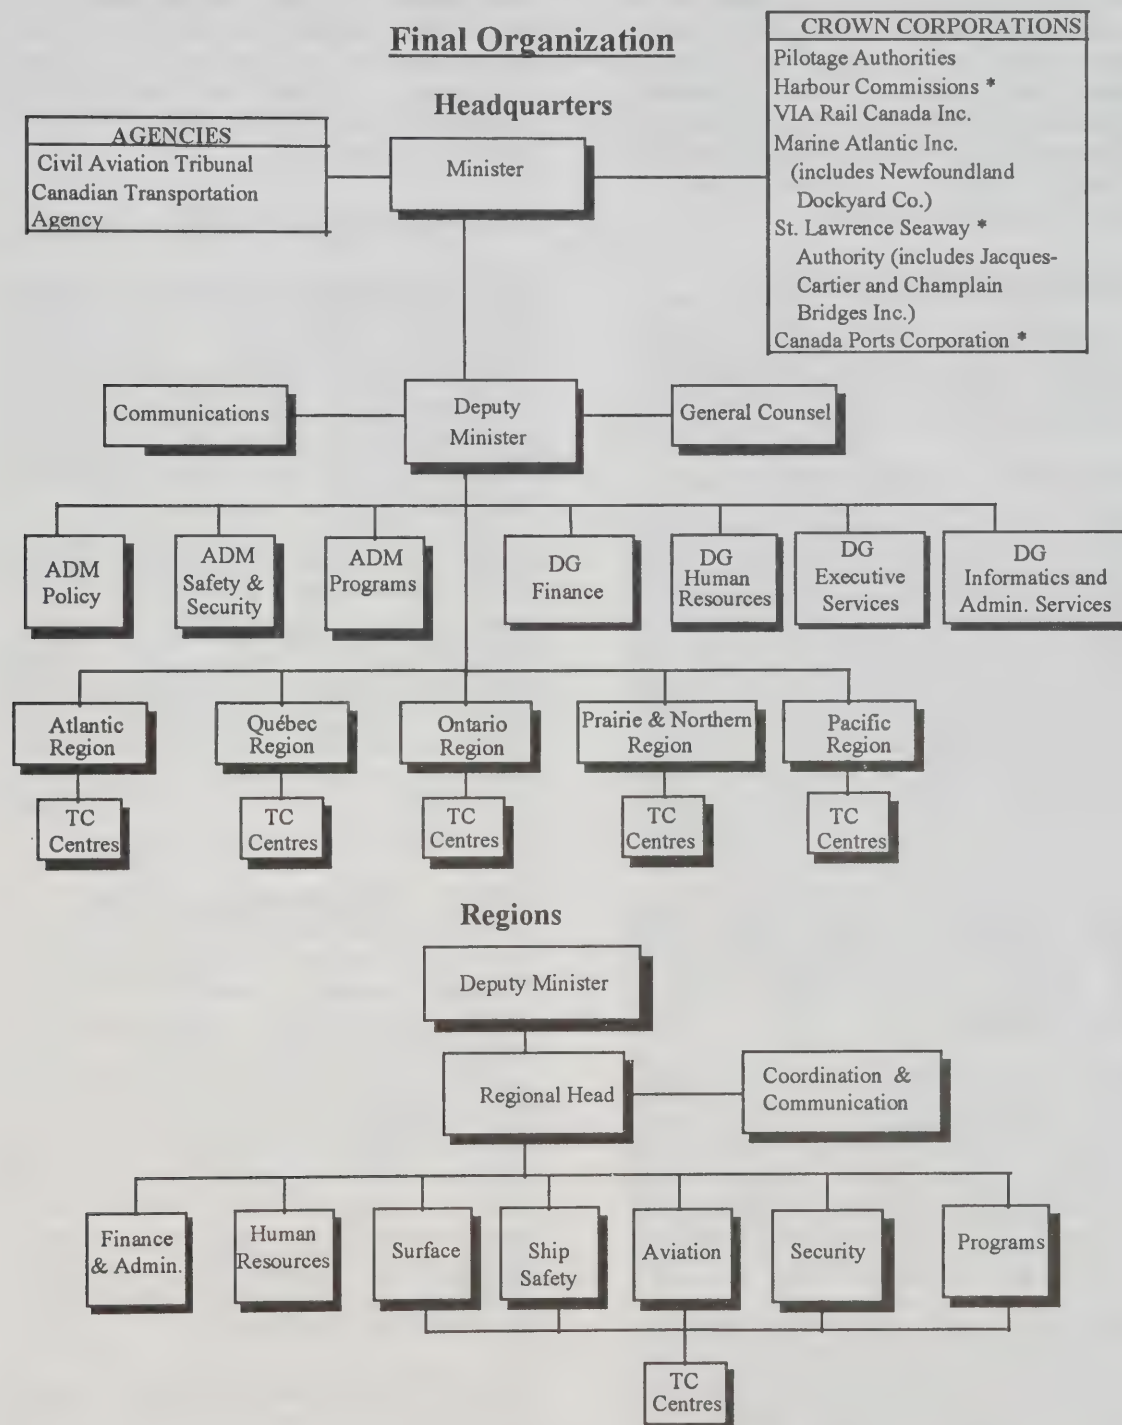 Final Organization
Headquarters
CROWN CORPORATIONS
Pilotage Authorities
Harbour Commissions *
VIA Rail Canada Inc.
Marine Atlantic Inc.
(includes Newfoundland
Dockyard Co.)
St. Lawrence Seaway *
Authority (includes Jacques-
Cartier and Champlain
Bridges Inc.)
Canada Ports Corporation *
AGENCIES
Civil Aviation Tribunal
Canadian Transportation
Agency
Minister
Communications
Deputy
Minister
General Counsel
ADM
Policy
ADM
Safety &
Security
ADM
Programs
DG
Finance
DG
Human
Resources
DG
Executive
Services
DG
Informatics and
Admin. Services
Atlantic
Region
Québec
Region
Ontario
Region
Prairie & Northern
Region
Pacific
Region
TC
Centres
TC
Centres
TC
Centres
TC
Centres
TC
Centres
Regions
Deputy Minister
Regional Head
Coordination &
Communication
Finance
& Admin.
Human
Resources
Surface
Ship
Safety
Aviation
Security
Programs
TC
Centres